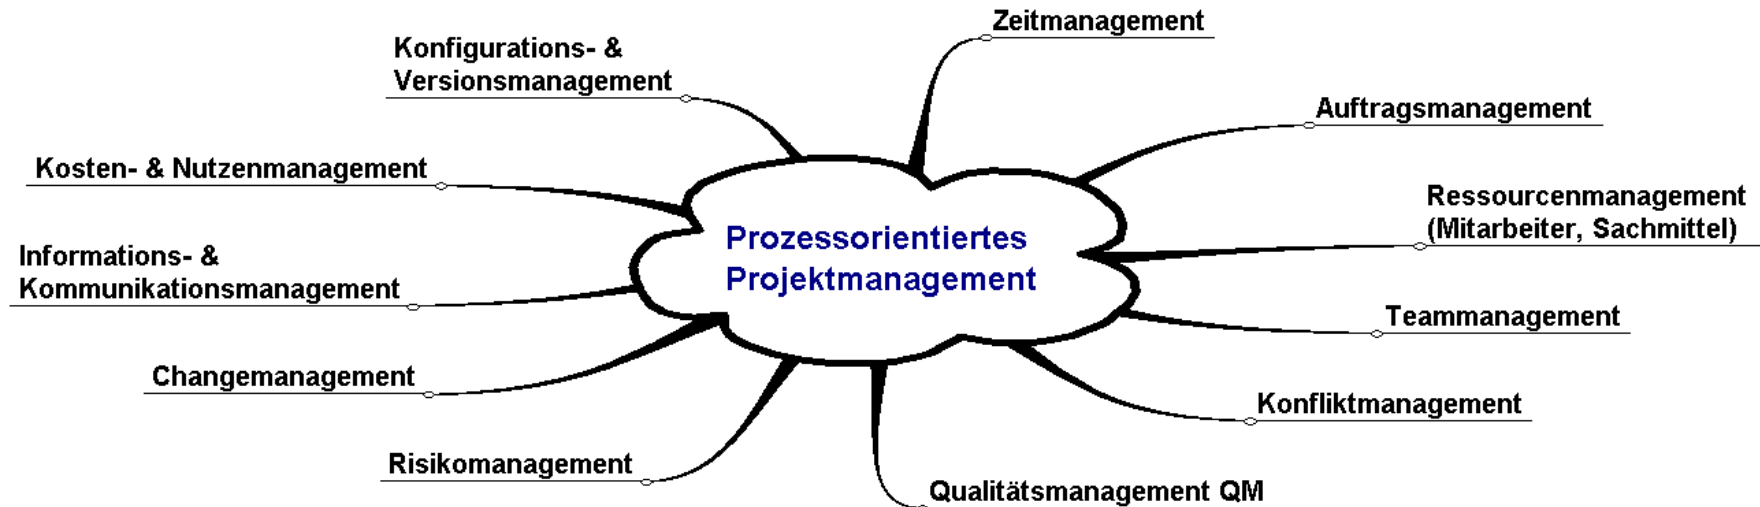 Zeitmanagement
Konfigurations- &
Versionsmanagement
Auftragsmanagement
Kosten- & Nutzenmanagement
Ressourcenmanagement
(Mitarbeiter, Sachmittel)
Prozessorientiertes
Projektmanagement
Informations- &
Kommunikationsmanagement
Teammanagement
Changemanagement
Konfliktmanagement
Risikomanagement
Qualitätsmanagement QM